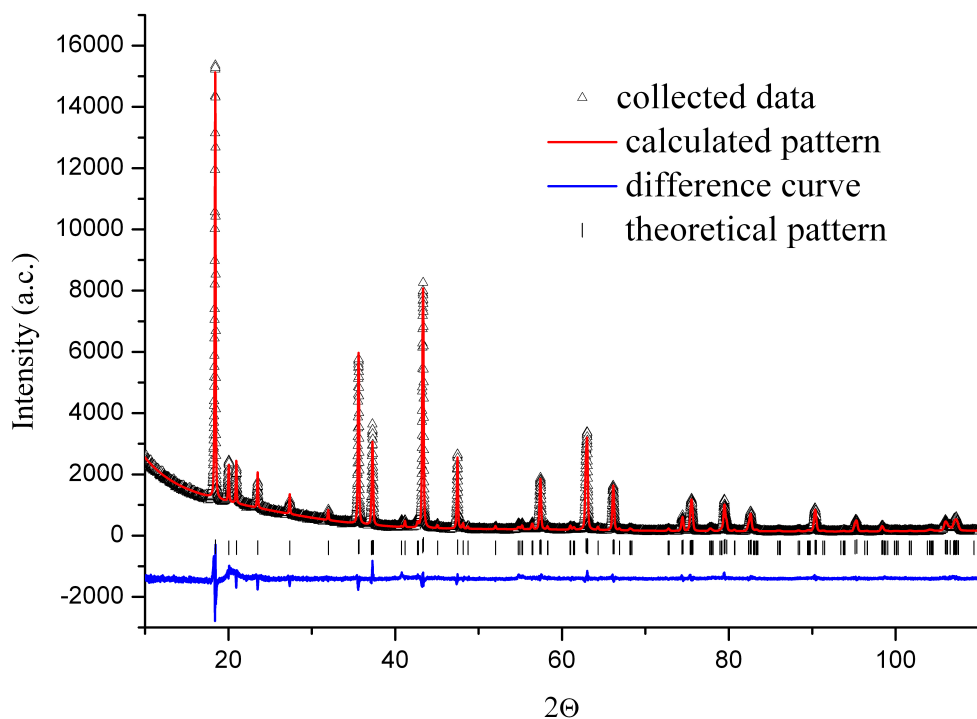 16000
14000
12000
10000
8000
6000
4000
2000
0
-2000
Intensity (a.c.)
collected data
calculated pattern
difference curve
theoretical pattern
20 40 60 80 100
2Θ